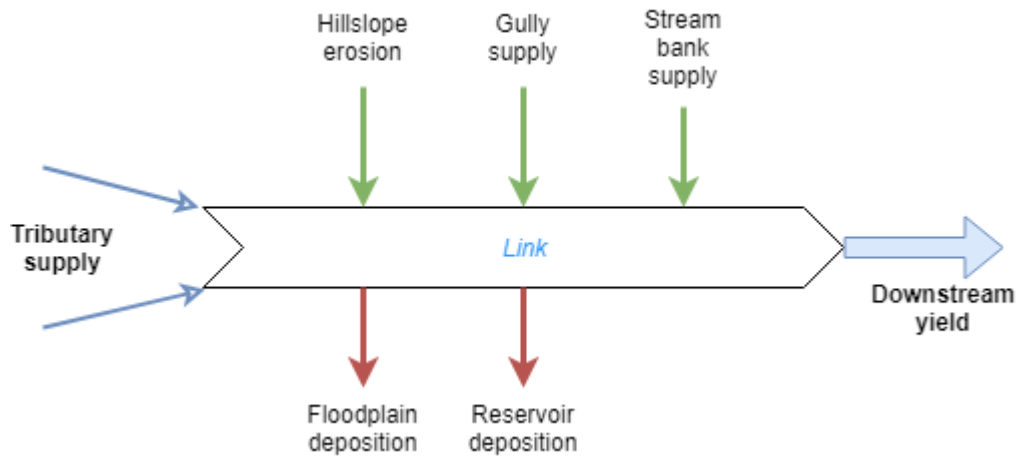 Hillslope
erosion
Gully
supply
Stream
bank
supply
Tributary
supply
Link
Downstream
yield
Floodplain
deposition
Reservoir
deposition